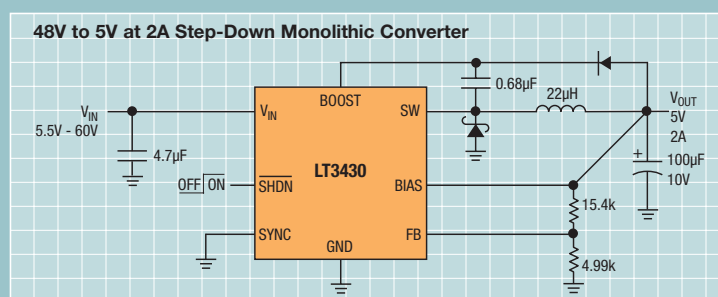 48V to 5V at 2A Step-Down Monolithic Converter
BOOST
0.68µF
22µH
VIN
5.5V - 60V
VIN
SW
VOUT
5V
2A
4.7µF
LT3430
100µF
10V
+
OFF ON
SHDN
BIAS
15.4k
SYNC
FB
GND
4.99k